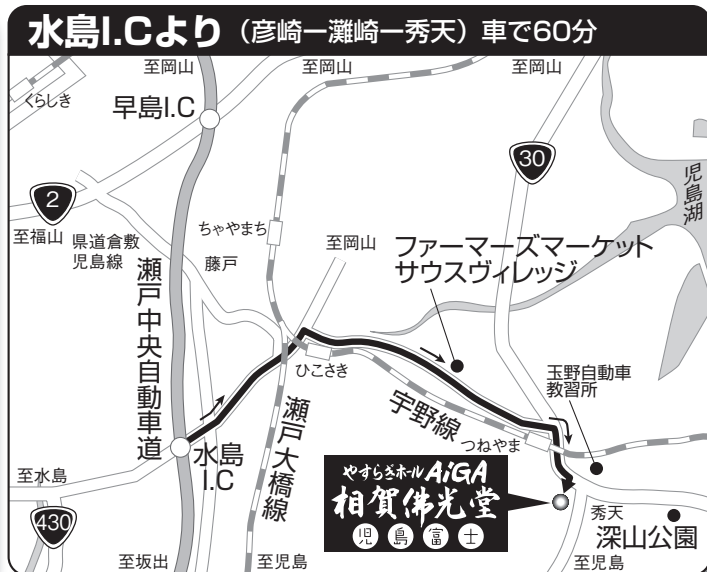 水島I.Cより（彦崎ー灘崎ー秀天）車で60分
至岡山
至岡山
至岡山
くらしき
早島I.C
30
児島湖
2
至福山
県道倉敷
児島線
ちゃやまち
藤戸
至岡山
ファーマーズマーケット
サウスヴィレッジ
瀬戸中央自動車道
ひこさき
玉野自動車
教習所
宇野線
つねやま
瀬戸大橋線
水島
I.C
至水島
やすらぎホール AiGA
相賀佛光堂
児島富士
430
秀天
深山公園
至坂出
至児島
至児島